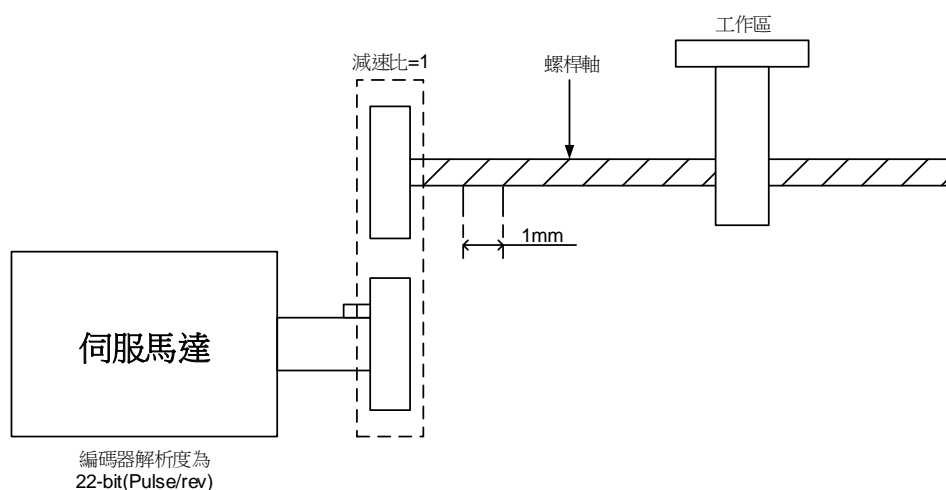 工作區
減速比=1
螺桿軸
1mm
伺服馬達
編碼器解析度為
22-bit(Pulse/rev)